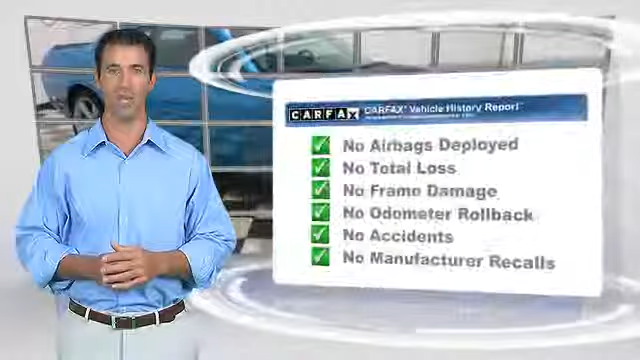 CARFAX CARFAX Vehicle History Report™
No Airbags Deployed
No Total Loss
No Frame Damage
No Odometer Rollback
No Accidents
No Manufacturer Recalls